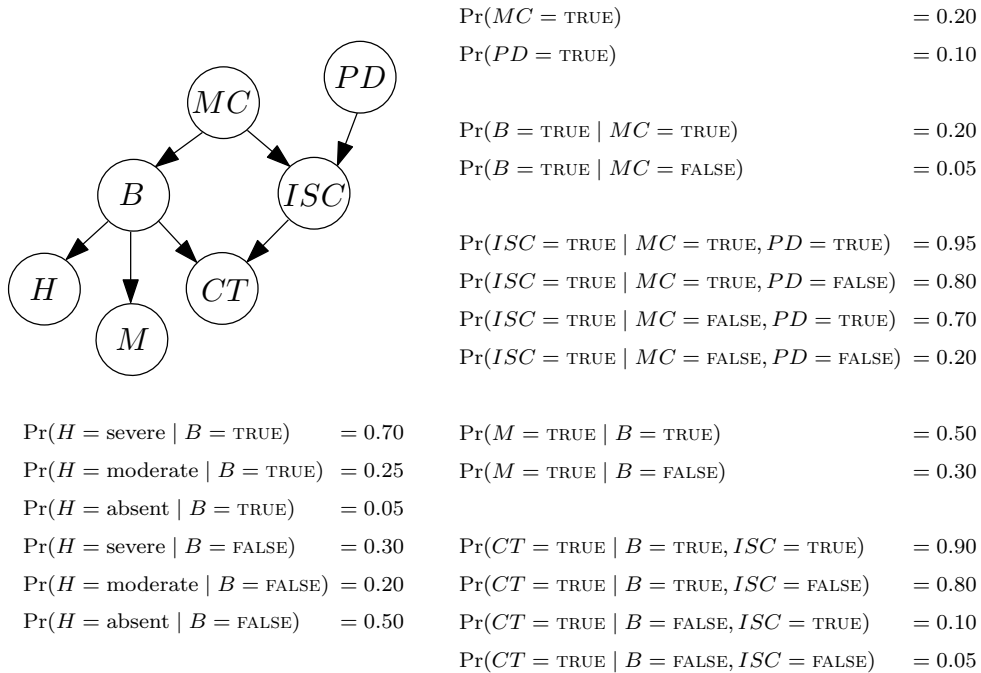 MC
PD
B
ISC
H
CT
M
Pr(MC = TRUE) = 0.20
Pr(PD = TRUE) = 0.10
Pr(B = TRUE | MC = TRUE) = 0.20
Pr(B = TRUE | MC = FALSE) = 0.05
Pr(ISC = TRUE | MC = TRUE, PD = TRUE) = 0.95
Pr(ISC = TRUE | MC = TRUE, PD = FALSE) = 0.80
Pr(ISC = TRUE | MC = FALSE, PD = TRUE) = 0.70
Pr(ISC = TRUE | MC = FALSE, PD = FALSE) = 0.20
Pr(H = severe | B = TRUE) = 0.70
Pr(H = moderate | B = TRUE) = 0.25
Pr(H = absent | B = TRUE) = 0.05
Pr(H = severe | B = FALSE) = 0.30
Pr(H = moderate | B = FALSE) = 0.20
Pr(H = absent | B = FALSE) = 0.50
Pr(M = TRUE | B = TRUE) = 0.50
Pr(M = TRUE | B = FALSE) = 0.30
Pr(CT = TRUE | B = TRUE, ISC = TRUE) = 0.90
Pr(CT = TRUE | B = TRUE, ISC = FALSE) = 0.80
Pr(CT = TRUE | B = FALSE, ISC = TRUE) = 0.10
Pr(CT = TRUE | B = FALSE, ISC = FALSE) = 0.05